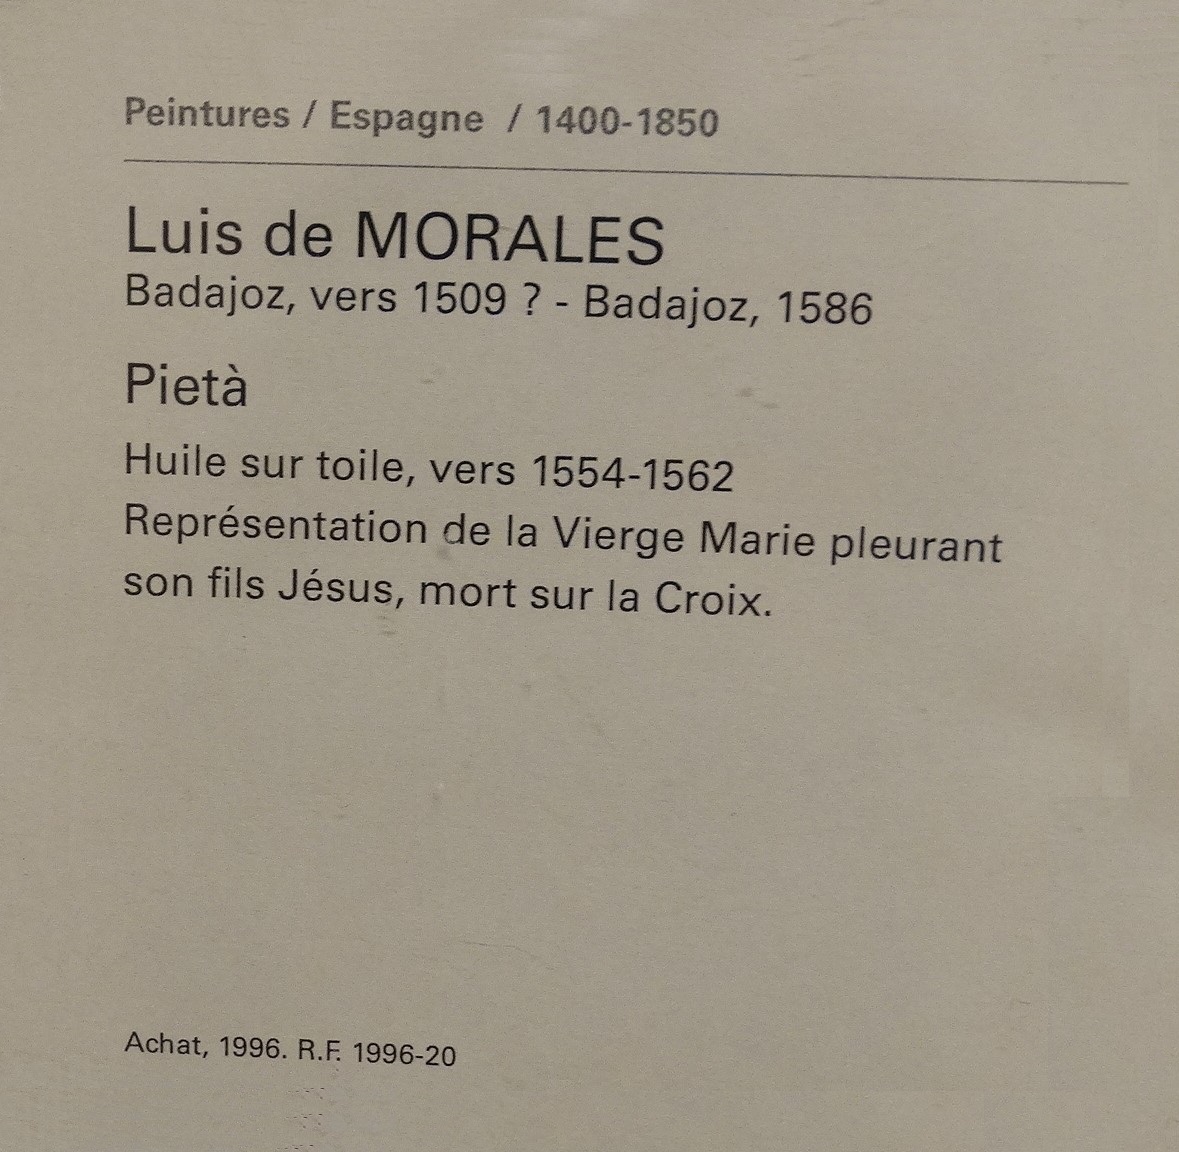 Peintures / Espagne / 1400-1850
Luis de MORALES
Badajoz, vers 1509 ? - Badajoz, 1586
Pietà
Huile sur toile, vers 1554-1562
Représentation de la Vierge Marie pleurant
son fils Jésus, mort sur la Croix.
Achat, 1996. R.F. 1996-20